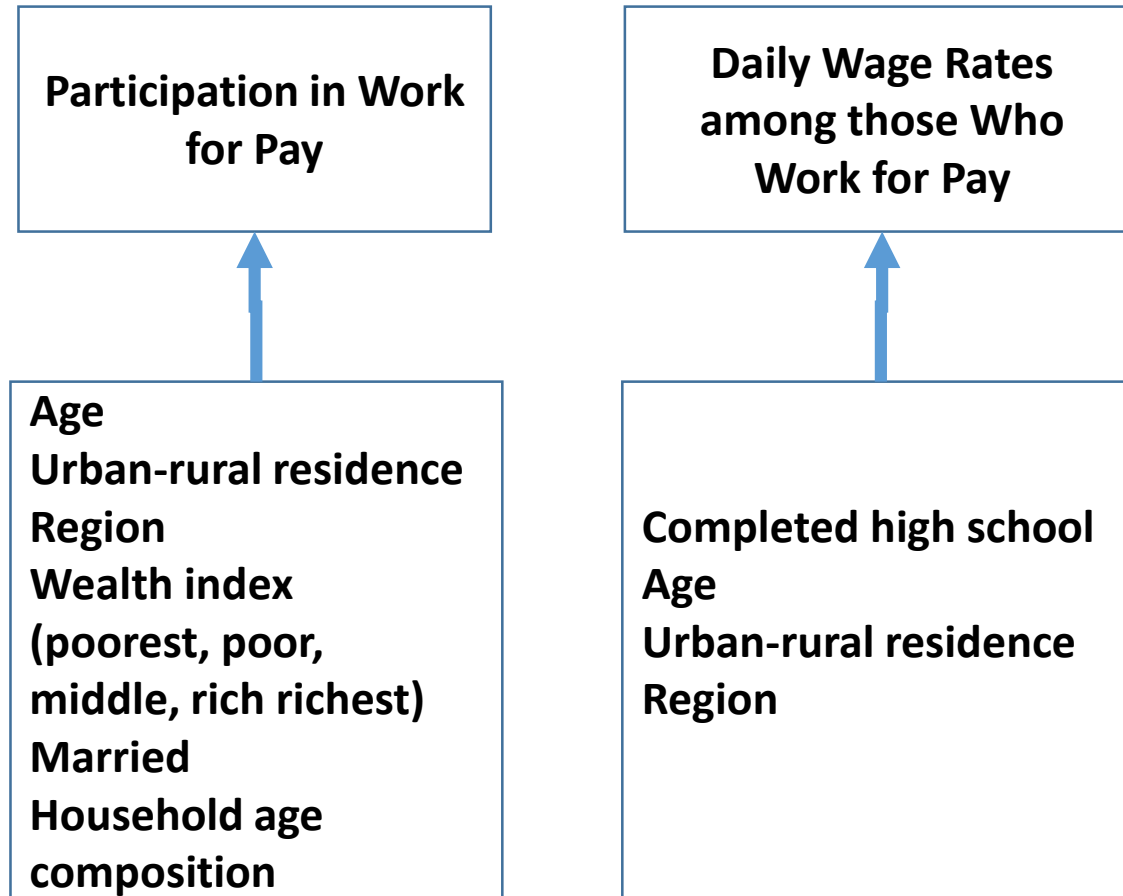 Participation in Work
for Pay
Daily Wage Rates
among those Who
Work for Pay
Age
Urban-rural residence
Region
Wealth index
(poorest, poor,
middle, rich richest)
Married
Household age
composition
Completed high school
Age
Urban-rural residence
Region